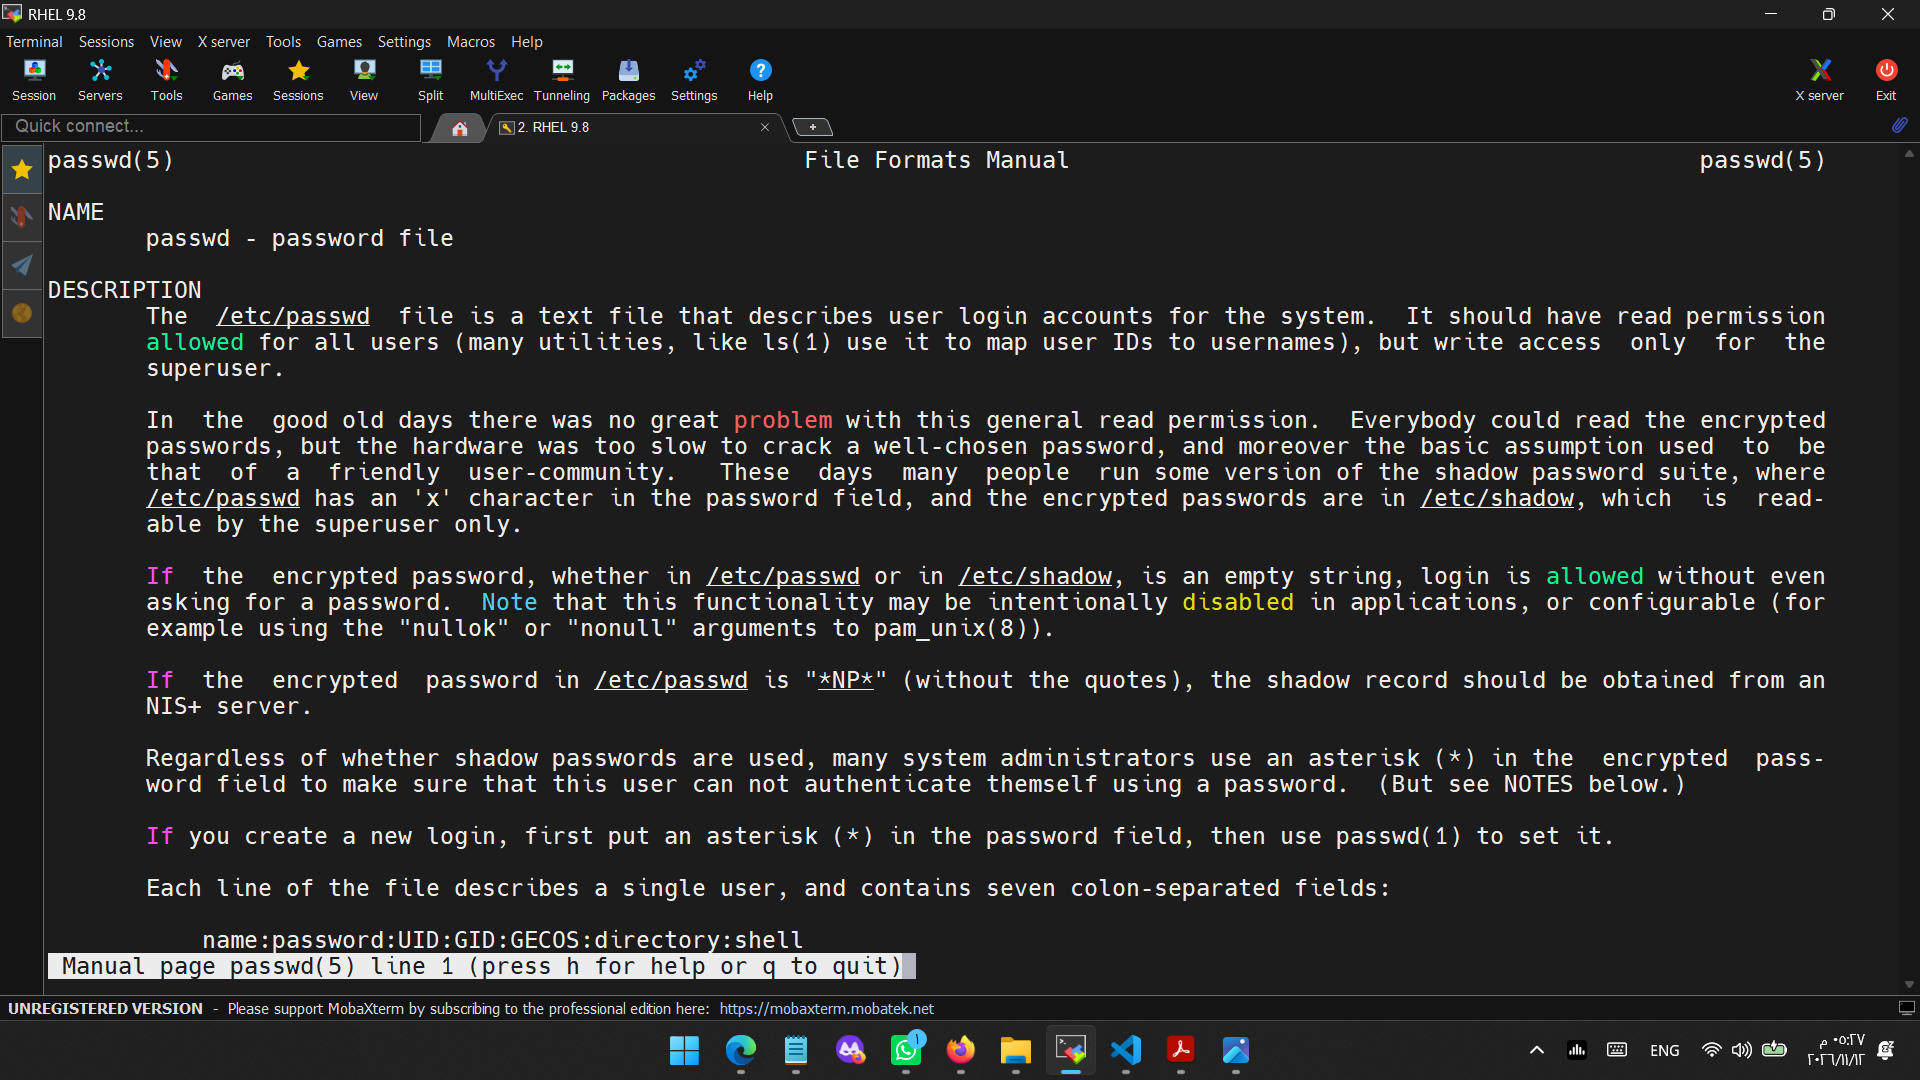 RHEL 9.8
Terminal Sessions View X server Tools Games Settings Macros Help
Session Servers Tools Games Sessions View Split MultiExec Tunneling Packages Settings Help X server Exit
Quick connect... 2. RHEL 9.8
passwd(5) File Formats Manual passwd(5)
NAME
passwd - password file
DESCRIPTION
The /etc/passwd file is a text file that describes user login accounts for the system. It should have read permission
allowed for all users (many utilities, like ls(1) use it to map user IDs to usernames), but write access only for the
superuser.
In the good old days there was no great problem with this general read permission. Everybody could read the encrypted
passwords, but the hardware was too slow to crack a well-chosen password, and moreover the basic assumption used to be
that of a friendly user-community. These days many people run some version of the shadow password suite, where
/etc/passwd has an 'x' character in the password field, and the encrypted passwords are in /etc/shadow, which is read-
able by the superuser only.
If the encrypted password, whether in /etc/passwd or in /etc/shadow, is an empty string, login is allowed without even
asking for a password. Note that this functionality may be intentionally disabled in applications, or configurable (for
example using the "nullok" or "nonull" arguments to pam_unix(8)).
If the encrypted password in /etc/passwd is "*NP*" (without the quotes), the shadow record should be obtained from an
NIS+ server.
Regardless of whether shadow passwords are used, many system administrators use an asterisk (*) in the encrypted pass-
word field to make sure that this user can not authenticate themself using a password. (But see NOTES below.)
If you create a new login, first put an asterisk (*) in the password field, then use passwd(1) to set it.
Each line of the file describes a single user, and contains seven colon-separated fields:
name:password:UID:GID:GECOS:directory:shell
Manual page passwd(5) line 1 (press h for help or q to quit)
UNREGISTERED VERSION - Please support MobaXterm by subscribing to the professional edition here: https://mobaxterm.mobatek.net
١
ENG
٠٥:٢٧ م